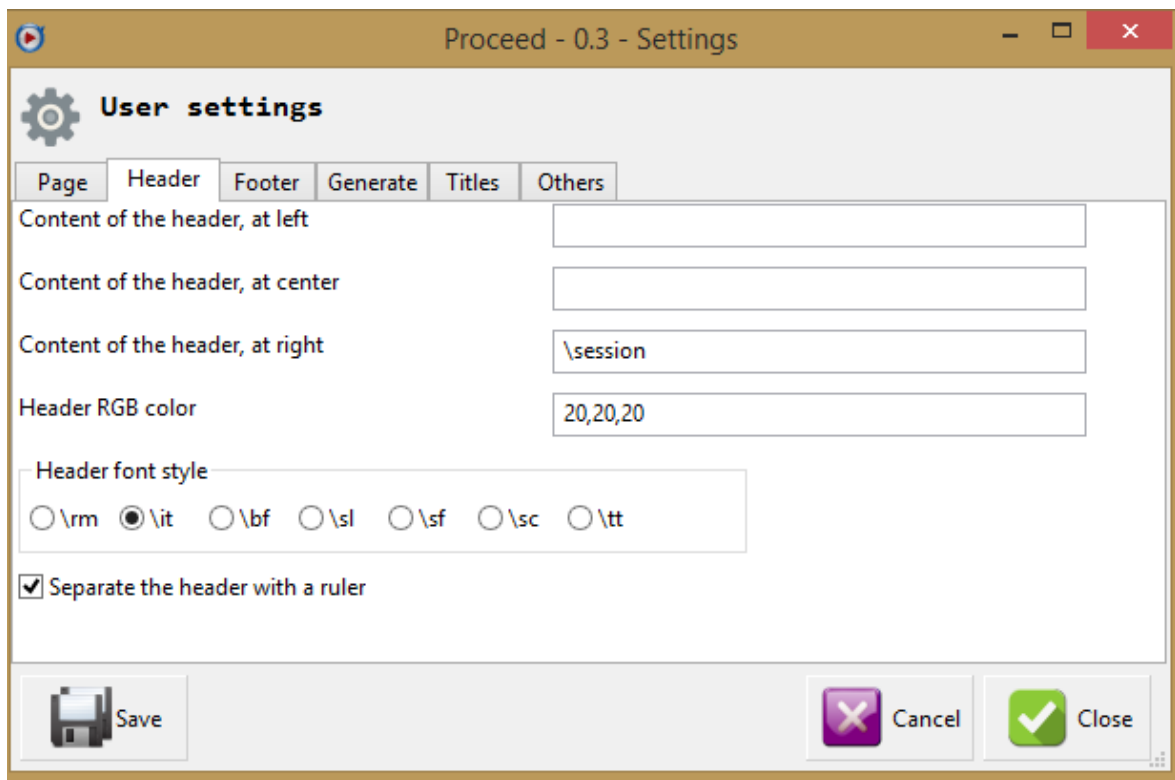 Proceed - 0.3 - Settings
User settings
Page Header Footer Generate Titles Others
Content of the header, at left
Content of the header, at center
Content of the header, at right \session
Header RGB color 20,20,20
Header font style
\rm \it \bf \sl \sf \sc \tt
Separate the header with a ruler
Save Cancel Close